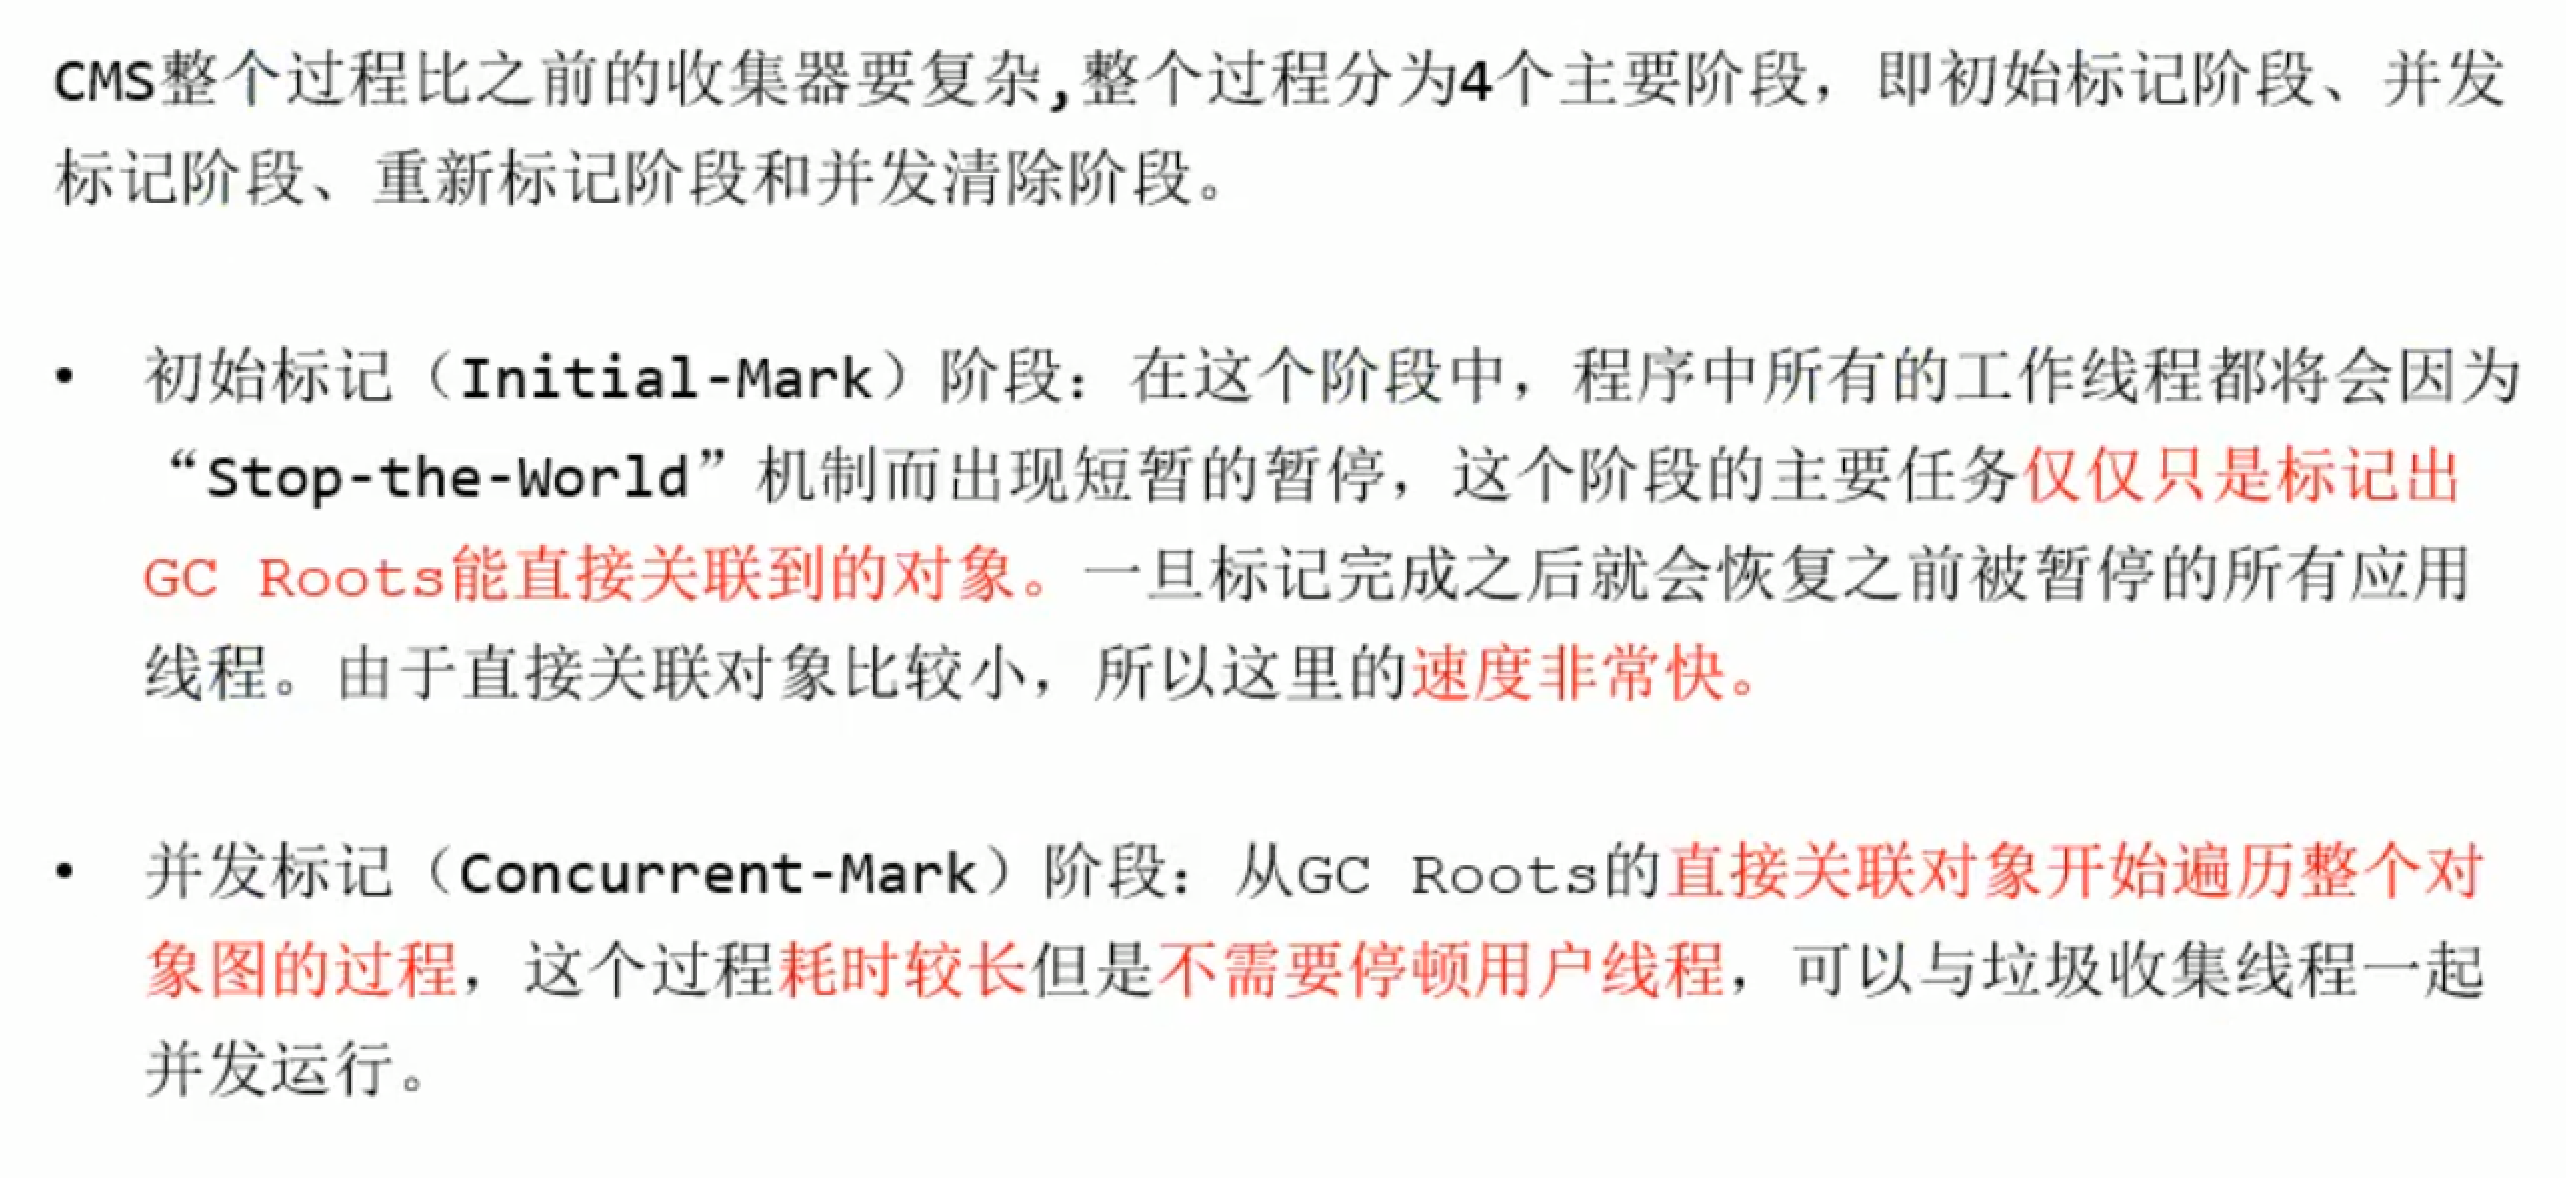 CMS整个过程比之前的收集器要复杂,整个过程分为4个主要阶段，即初始标记阶段、并发
标记阶段、重新标记阶段和并发清除阶段。
• 初始标记（Initial-Mark）阶段：在这个阶段中，程序中所有的工作线程都将会因为
“Stop-the-World”机制而出现短暂的暂停，这个阶段的主要任务仅仅只是标记出
GC Roots能直接关联到的对象。一旦标记完成之后就会恢复之前被暂停的所有应用
线程。由于直接关联对象比较小，所以这里的速度非常快。
• 并发标记（Concurrent-Mark）阶段：从GC Roots的直接关联对象开始遍历整个对
象图的过程，这个过程耗时较长但是不需要停顿用户线程，可以与垃圾收集线程一起
并发运行。